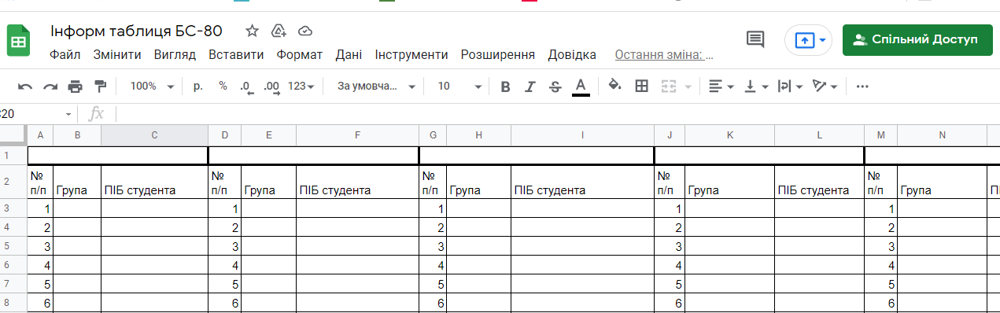 Інформ таблиця БС-80
Файл Змінити Вигляд Вставити Формат Дані Інструменти Розширення Довідка Остання зміна: …
Спільний Доступ
100% р. % .0 .00 123 За умовча... 10 B I S A
20 fx
A B C D E F G H I J K L M N
1
2 № п/п Група ПІБ студента № п/п Група ПІБ студента № п/п Група ПІБ студента № п/п Група ПІБ студента № п/п Група
3 1 1 1 1 1
4 2 2 2 2 2
5 3 3 3 3 3
6 4 4 4 4 4
7 5 5 5 5 5
8 6 6 6 6 6